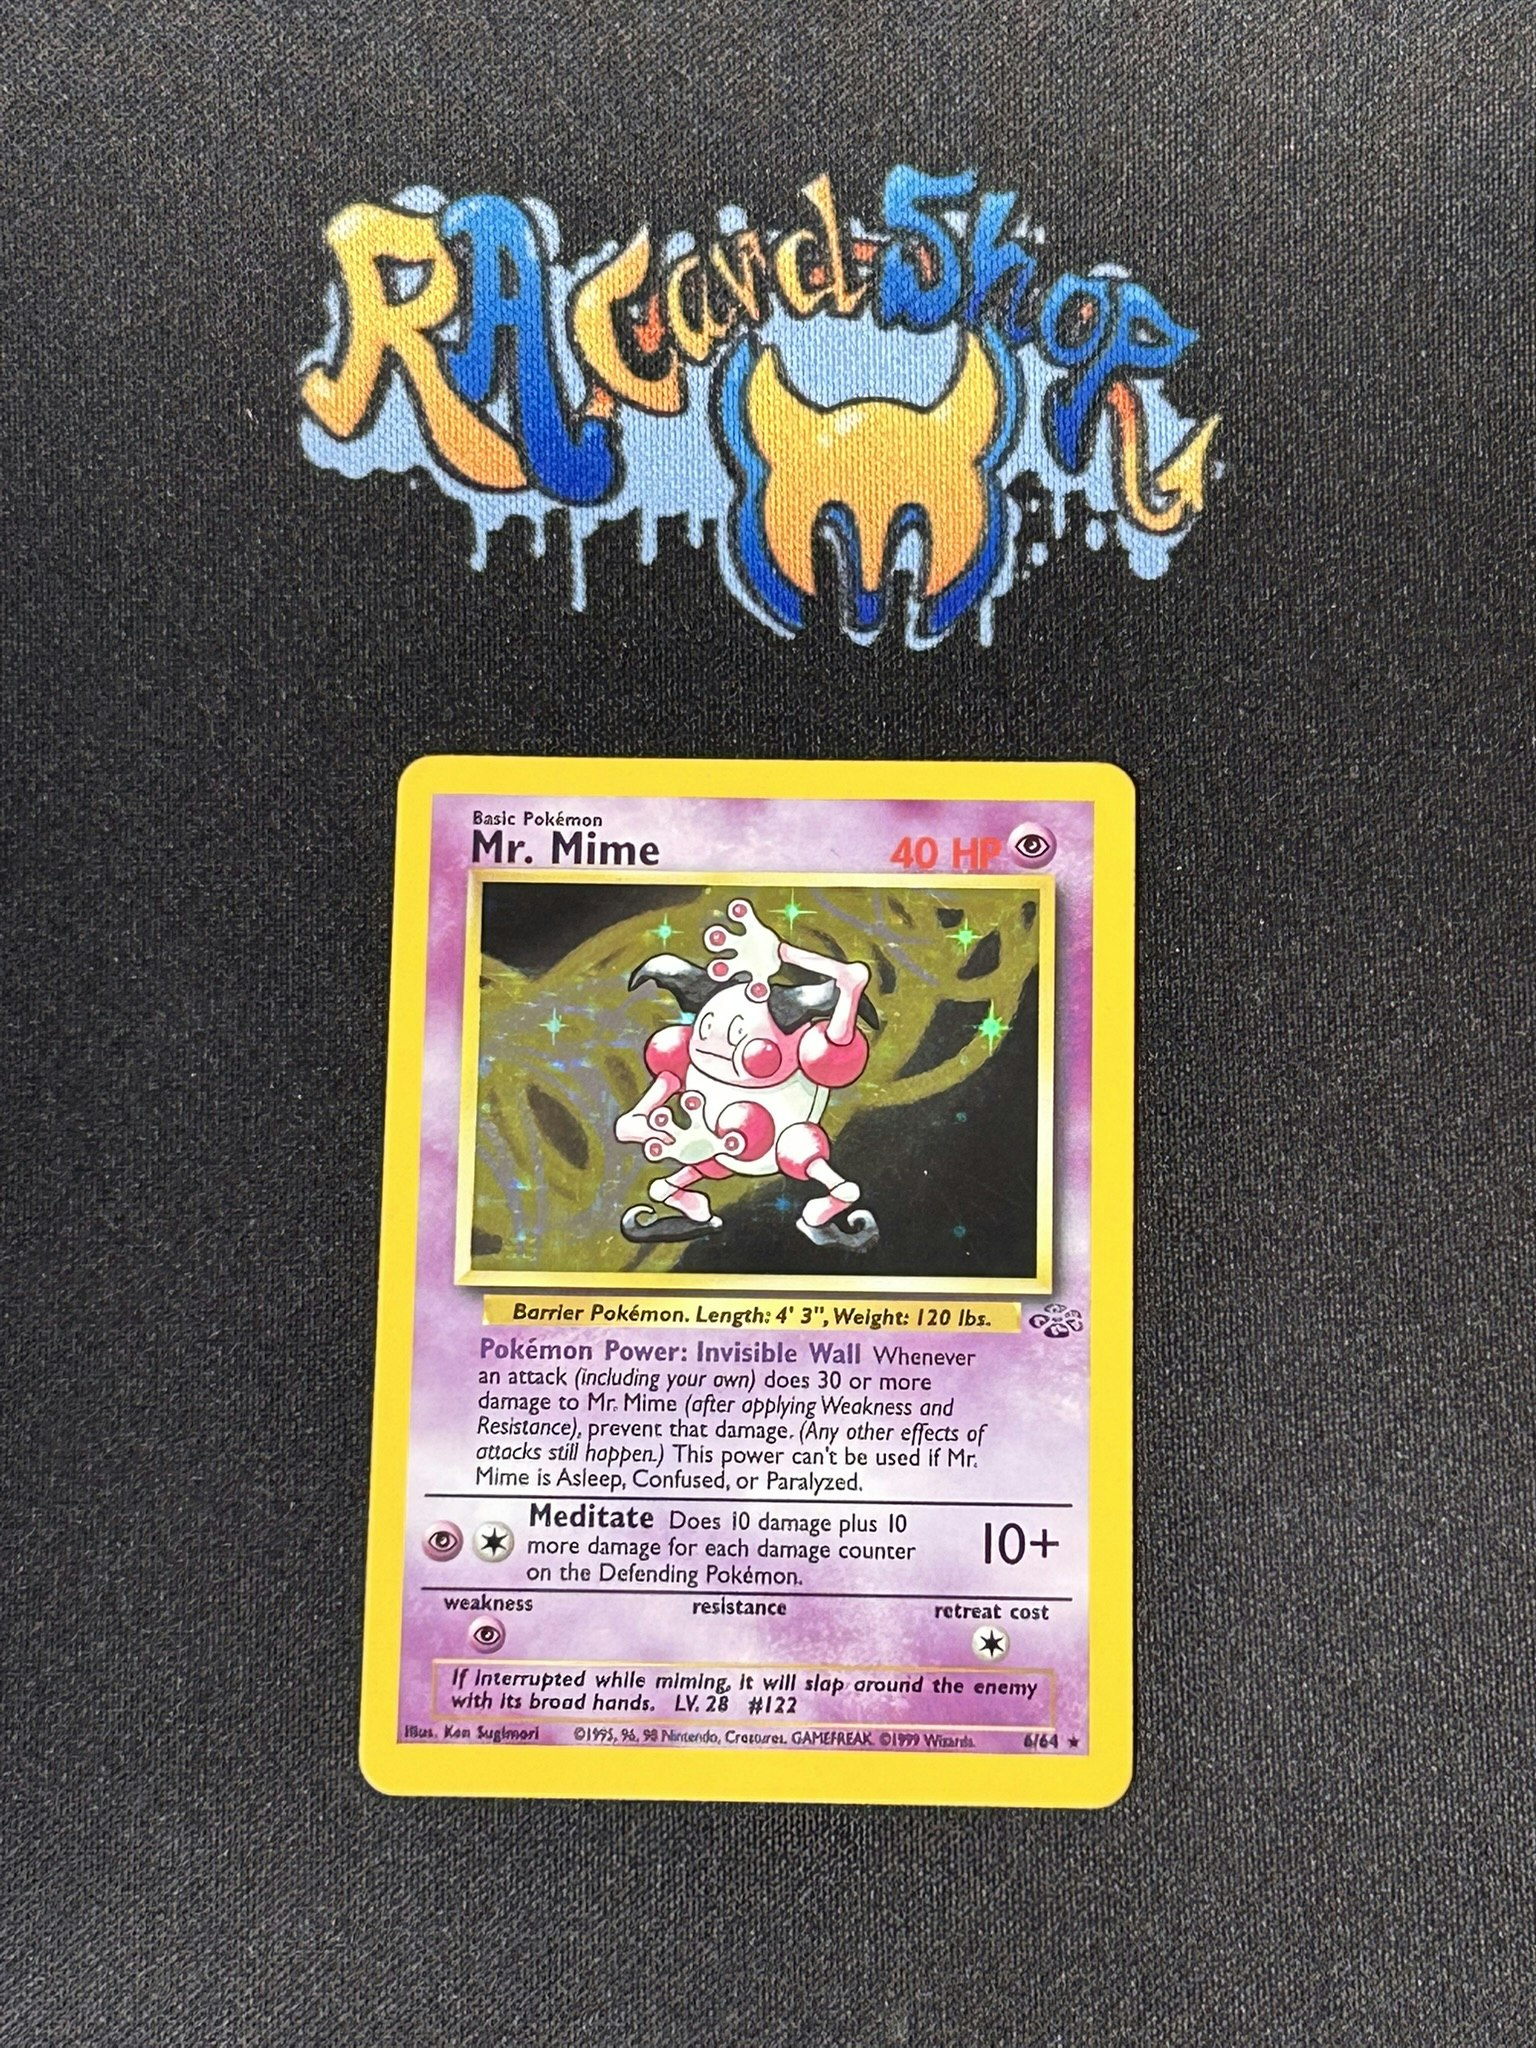 RA Card-Shop
Basic Pokémon
Mr. Mime
40 HP
Barrier Pokémon. Length: 4' 3", Weight: 120 lbs.
Pokémon Power: Invisible Wall Whenever
an attack (including your own) does 30 or more
damage to Mr. Mime (after applying Weakness and
Resistance), prevent that damage. (Any other effects of
attacks still happen.) This power can't be used if Mr.
Mime is Asleep, Confused, or Paralyzed.
Meditate Does 10 damage plus 10
more damage for each damage counter
on the Defending Pokémon.
10+
weakness
resistance
retreat cost
If interrupted while miming, it will slap around the enemy
with its broad hands. LV. 28 #122
Illus. Ken Sugimori
©1995, 96, 98 Nintendo, Creatures, GAMEFREAK. ©1999 Wizards.
6/64 ★